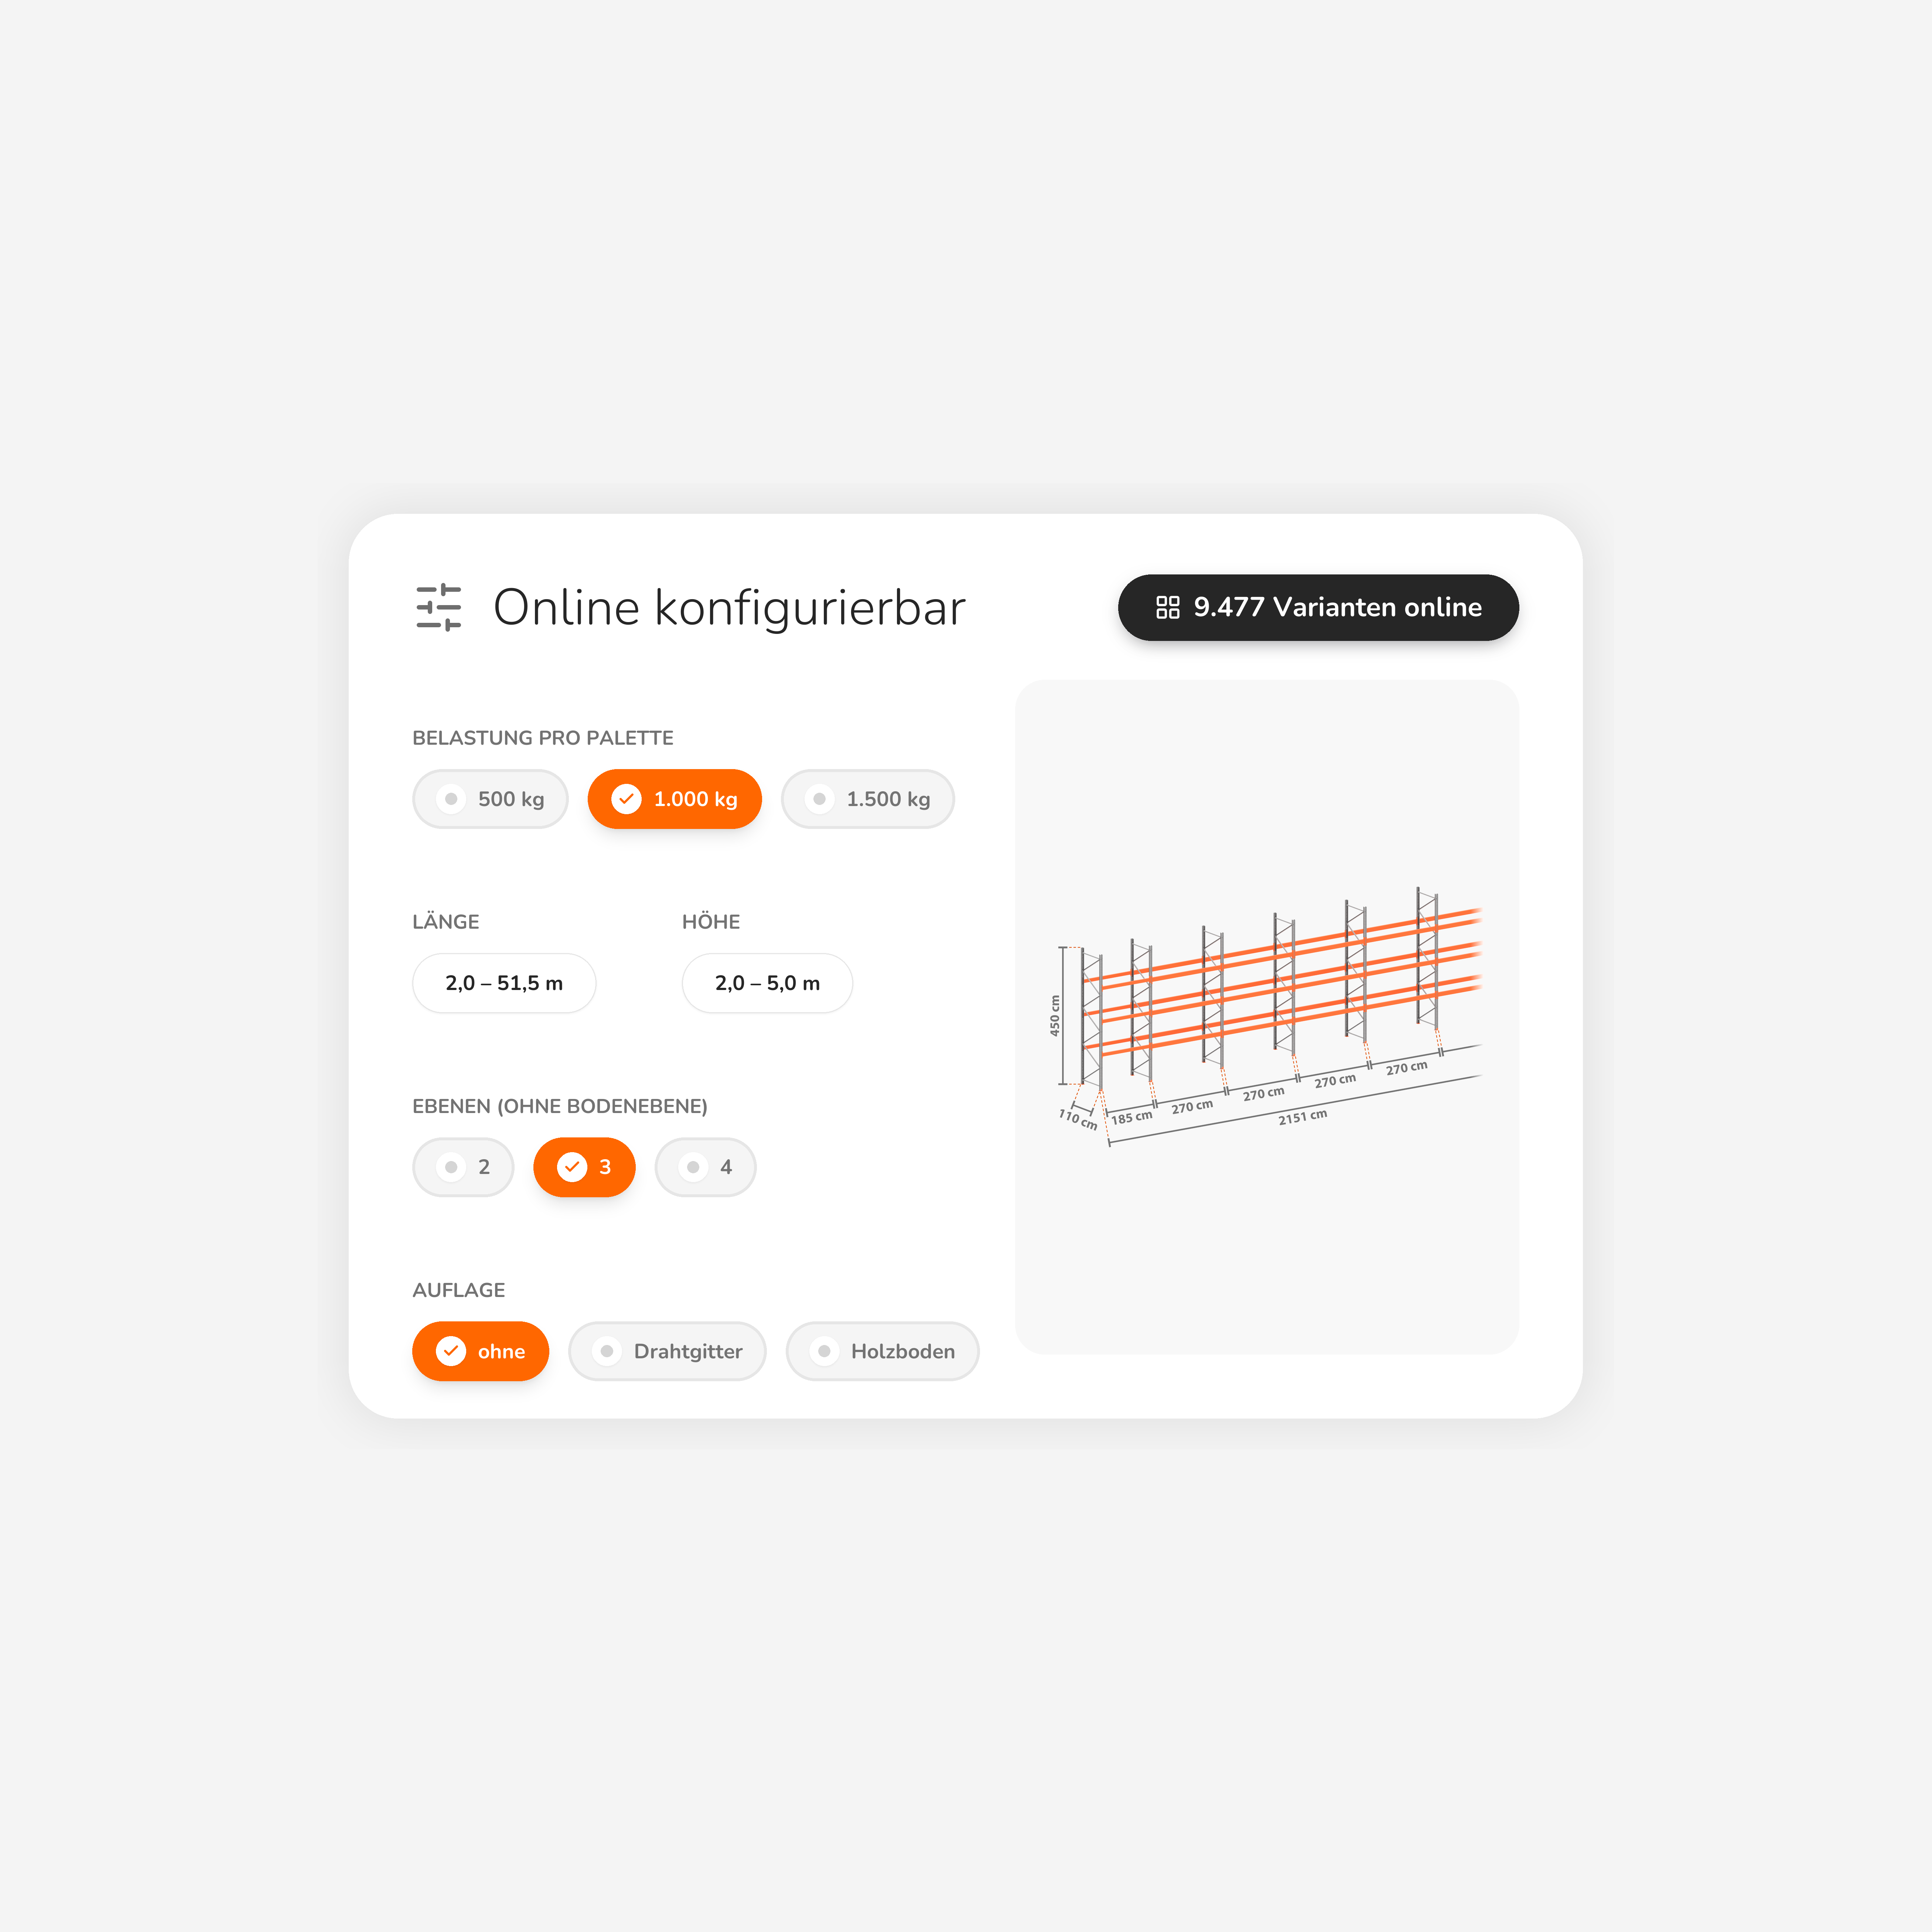 Online konfigurierbar
9.477 Varianten online
BELASTUNG PRO PALETTE
500 kg
1.000 kg
1.500 kg
LÄNGE
HÖHE
2,0 – 51,5 m
2,0 – 5,0 m
EBENEN (OHNE BODENEBENE)
2
3
4
AUFLAGE
ohne
Drahtgitter
Holzboden
450 cm
110 cm
185 cm
270 cm
270 cm
270 cm
270 cm
2151 cm